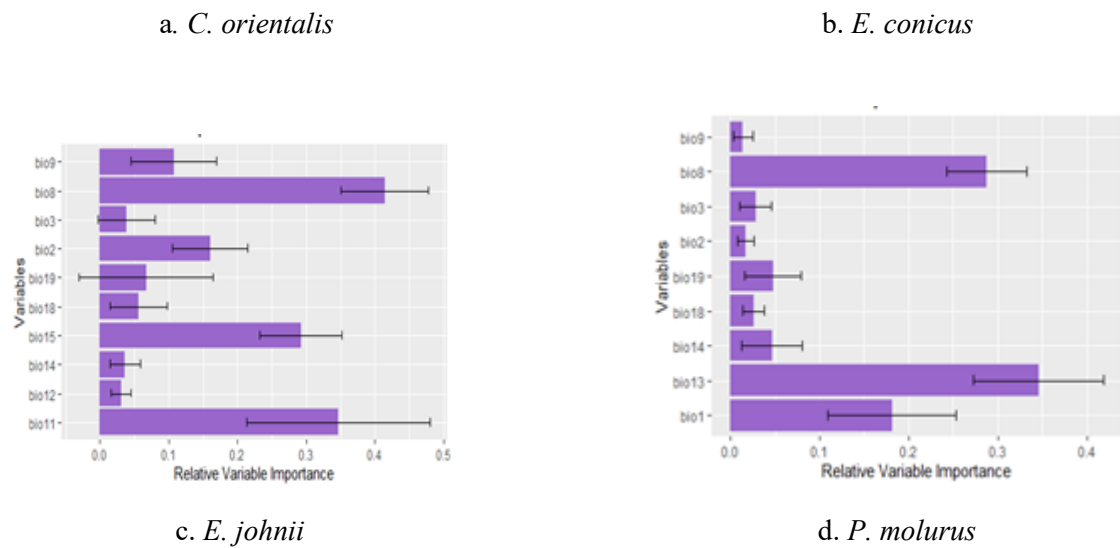 a. C. orientalis
b. E. conicus
Variables
bio9
bio8
bio3
bio2
bio19
bio18
bio15
bio14
bio12
bio11
0.0 0.1 0.2 0.3 0.4 0.5
Relative Variable Importance
Variables
bio9
bio8
bio3
bio2
bio19
bio18
bio14
bio13
bio1
0.0 0.1 0.2 0.3 0.4
Relative Variable Importance
c. E. johnii
d. P. molurus